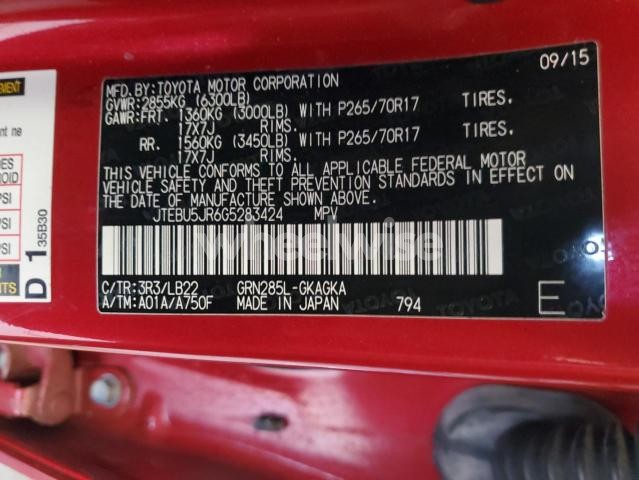 09/15
MFD. BY: TOYOTA MOTOR CORPORATION
GVWR: 2855KG (6300LB)
GAWR: FRT. 1360KG (3000LB) WITH P265/70R17 TIRES.
17X7J RIMS.
RR. 1560KG (3450LB) WITH P265/70R17 TIRES.
17X7J RIMS.
THIS VEHICLE CONFORMS TO ALL APPLICABLE FEDERAL MOTOR
VEHICLE SAFETY AND THEFT PREVENTION STANDARDS IN EFFECT ON
THE DATE OF MANUFACTURE SHOWN ABOVE.
JTEBU5JR6G5283424 MPV
wheelwise
C/TR: 3R3/LB22 GRN285L-GKAGKA
A/TM: A01A/A750F MADE IN JAPAN 794
E
D1
35B30